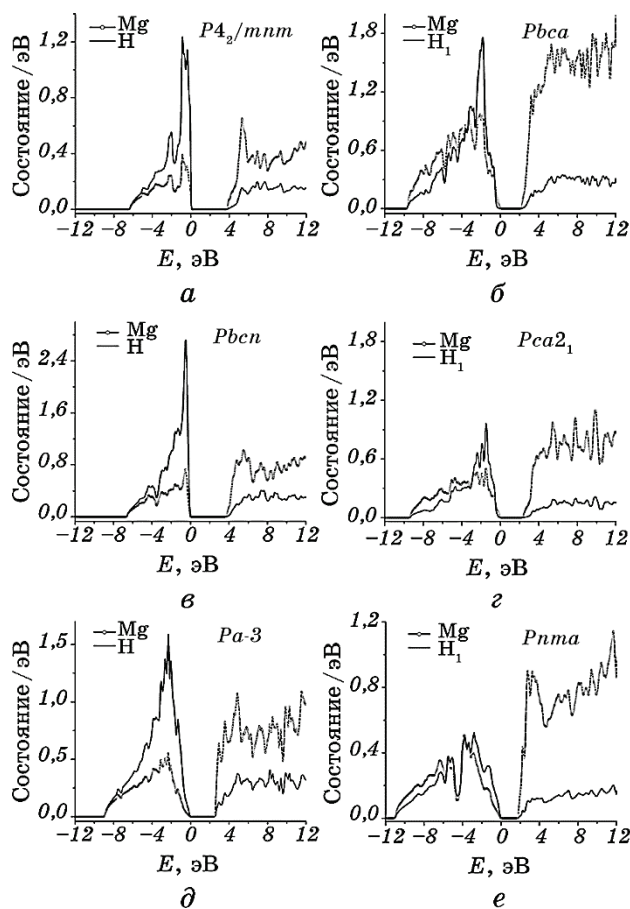 Mg
H
P4₂/mnm
Состояние/эВ
1,2
0,8
0,4
0,0
−12 −8 −4 0 4 8 12
E, эВ
а
Mg
H₁
Pbca
Состояние/эВ
1,8
1,2
0,6
0,0
−12 −8 −4 0 4 8 12
E, эВ
б
Mg
H
Pbcn
Состояние/эВ
2,4
1,6
0,8
0,0
−12 −8 −4 0 4 8 12
E, эВ
в
Mg
H₁
Pca2₁
Состояние/эВ
1,8
1,2
0,6
0,0
−12 −8 −4 0 4 8 12
E, эВ
г
Mg
H
Pa-3
Состояние/эВ
1,5
1,0
0,5
0,0
−12 −8 −4 0 4 8 12
E, эВ
д
Mg
H₁
Pnma
Состояние/эВ
1,2
0,8
0,4
0,0
−12 −8 −4 0 4 8 12
E, эВ
е